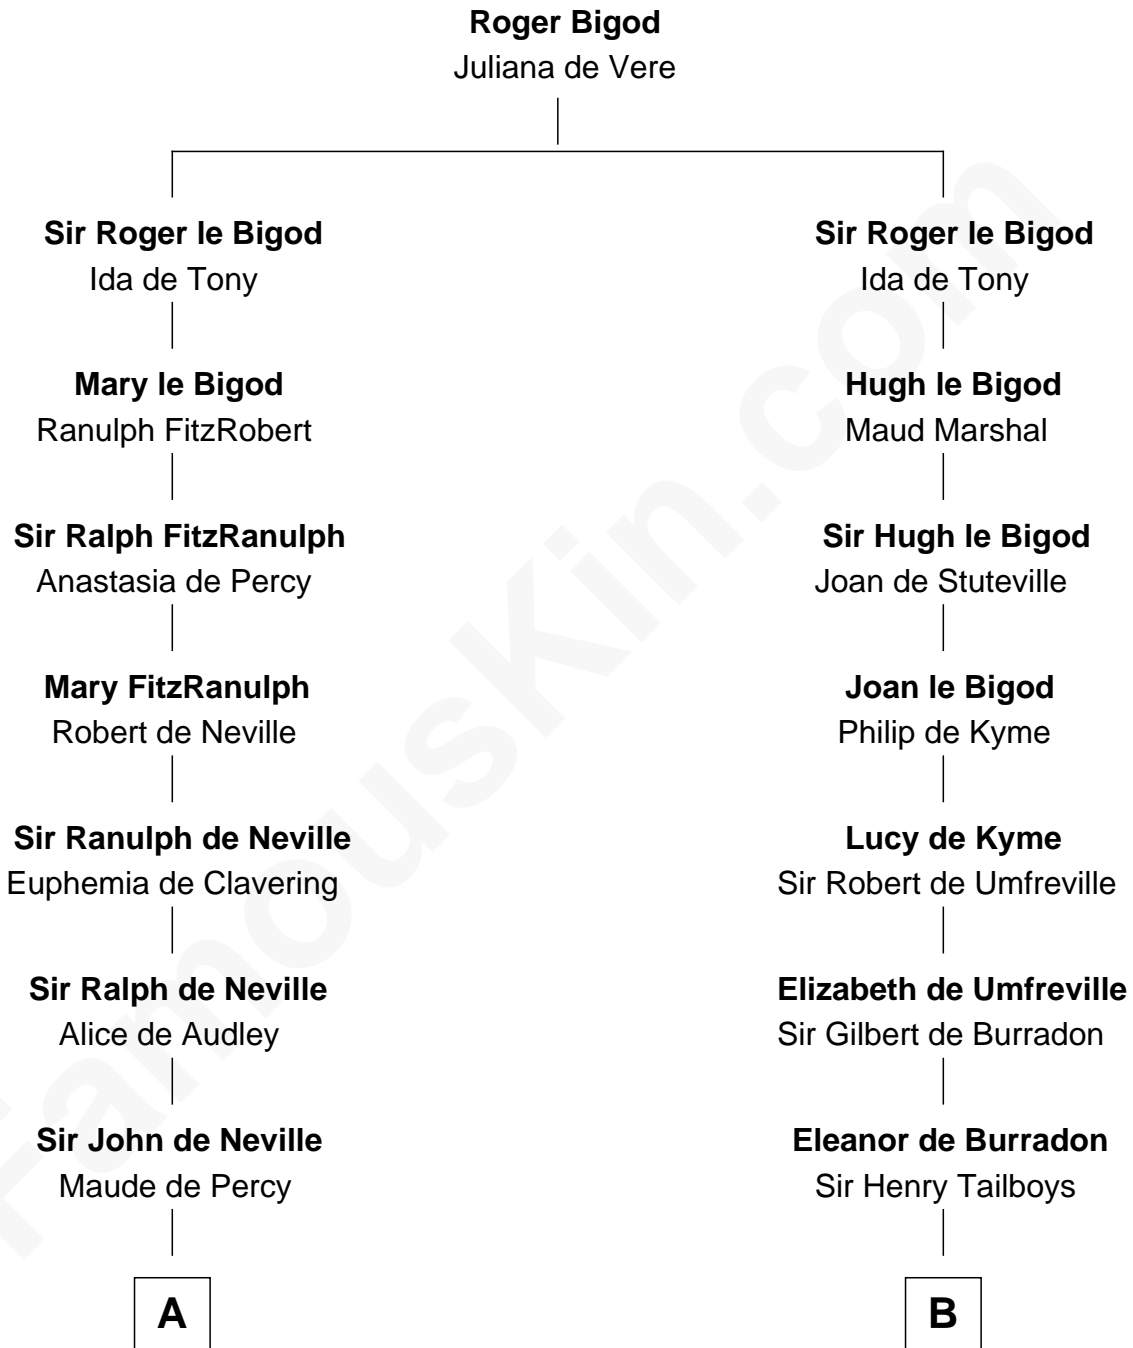 Roger Bigod
Juliana de Vere
Sir Roger le Bigod
Ida de Tony
Mary le Bigod
Ranulph FitzRobert
Sir Ralph FitzRanulph
Anastasia de Percy
Mary FitzRanulph
Robert de Neville
Sir Ranulph de Neville
Euphemia de Clavering
Sir Ralph de Neville
Alice de Audley
Sir John de Neville
Maude de Percy
A
Sir Roger le Bigod
Ida de Tony
Hugh le Bigod
Maud Marshal
Sir Hugh le Bigod
Joan de Stuteville
Joan le Bigod
Philip de Kyme
Lucy de Kyme
Sir Robert de Umfreville
Elizabeth de Umfreville
Sir Gilbert de Burradon
Eleanor de Burradon
Sir Henry Tailboys
B
FamousKin.com